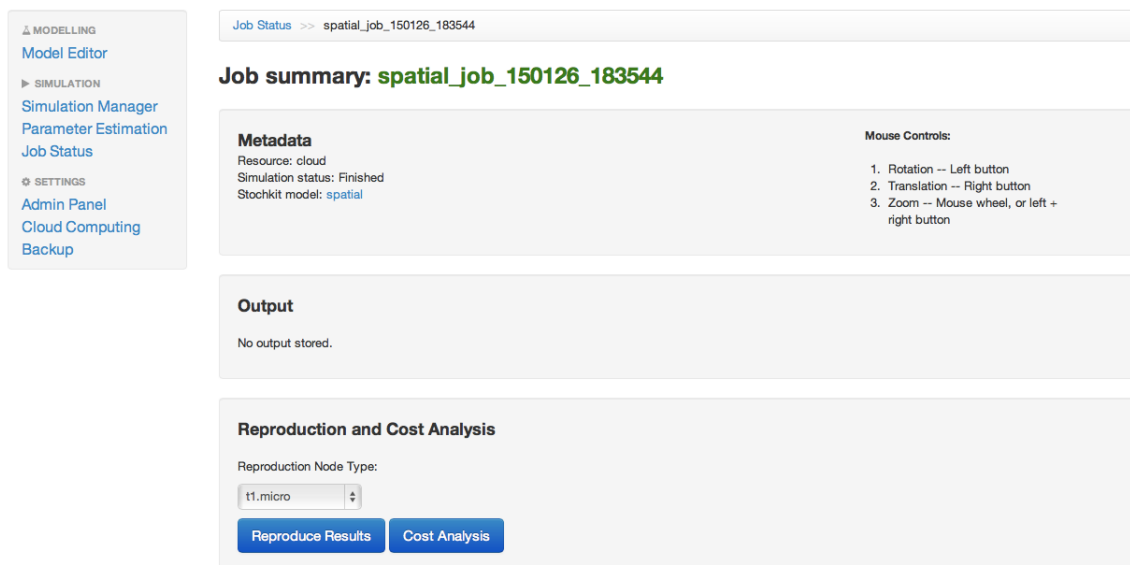 MODELLING
Model Editor
SIMULATION
Simulation Manager
Parameter Estimation
Job Status
SETTINGS
Admin Panel
Cloud Computing
Backup
Job Status >> spatial_job_150126_183544
Job summary: spatial_job_150126_183544
Metadata
Resource: cloud
Simulation status: Finished
Stochkit model: spatial
Mouse Controls:
1. Rotation -- Left button
2. Translation -- Right button
3. Zoom -- Mouse wheel, or left +
right button
Output
No output stored.
Reproduction and Cost Analysis
Reproduction Node Type:
t1.micro
Reproduce Results
Cost Analysis